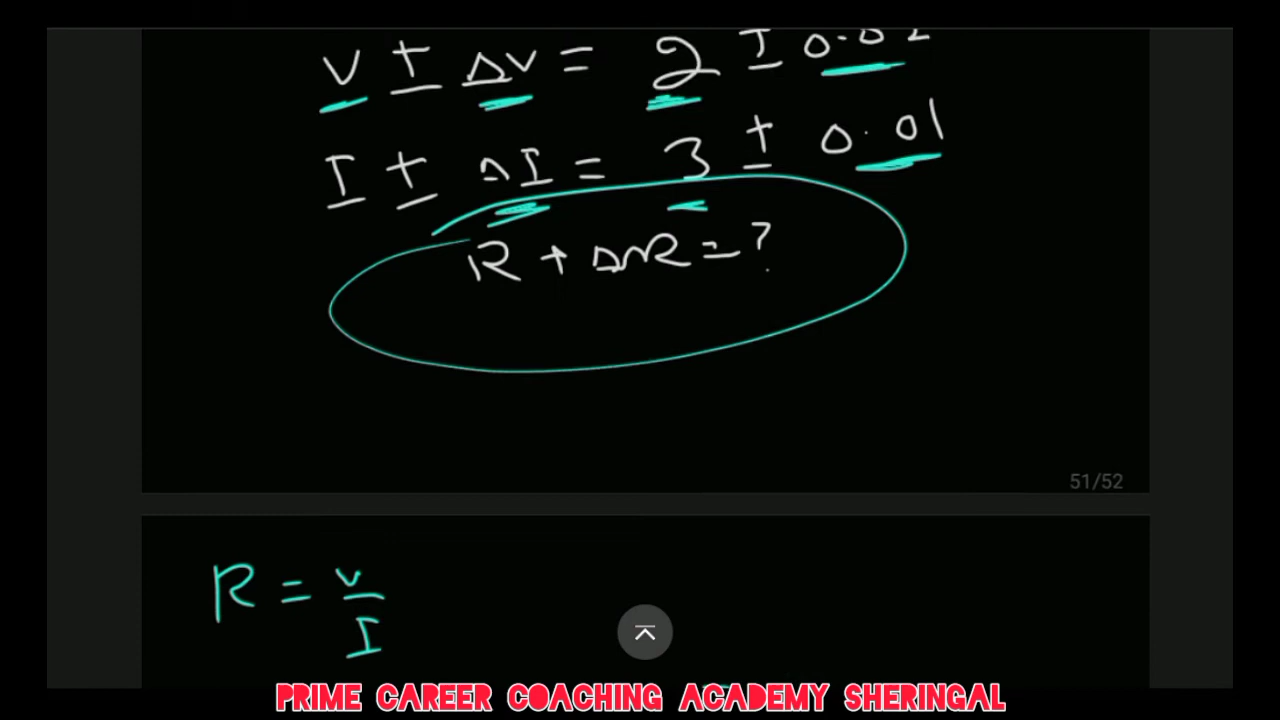 V ± ΔV = 2 ± 0.02
I ± ΔI = 3 ± 0.01
R + ΔR = ?
51/52
R = V
I
PRIME CAREER COACHING ACADEMY SHERINGAL